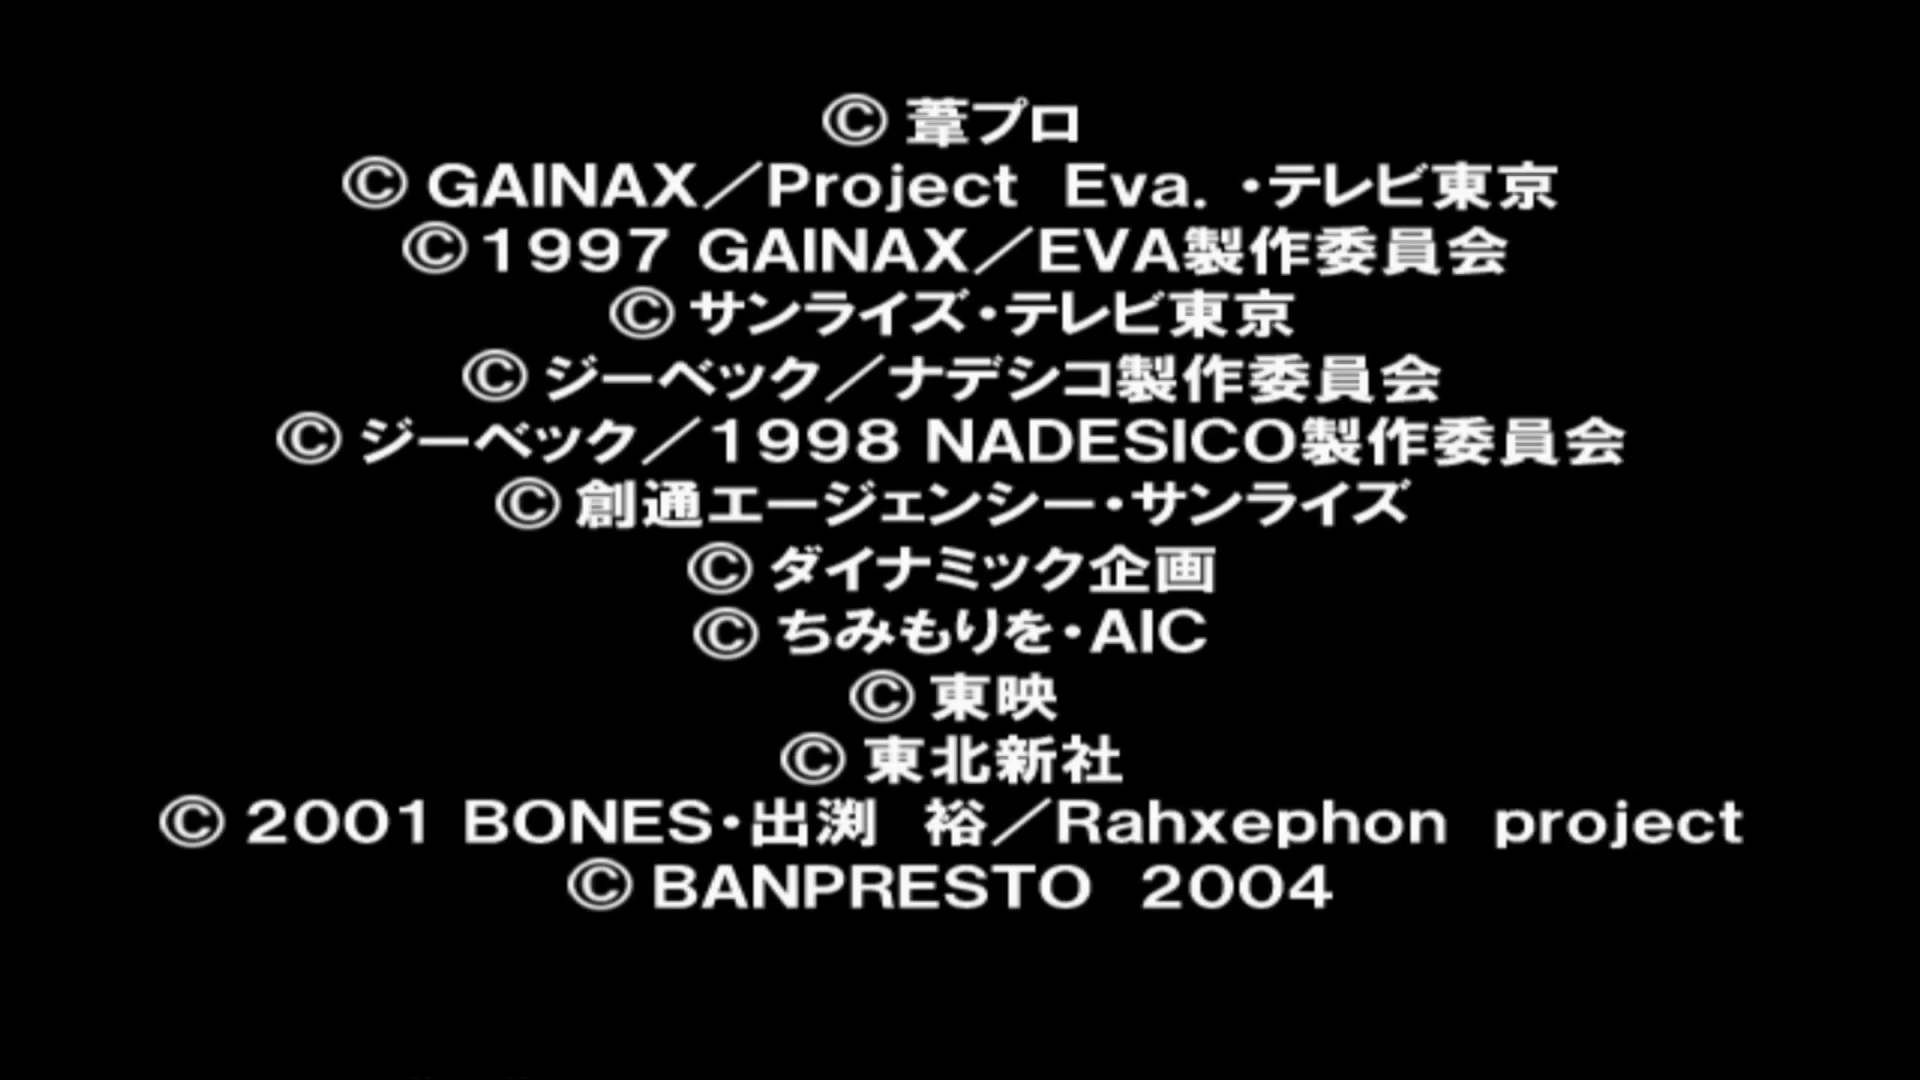 © 葦プロ
© GAINAX／Project Eva.・テレビ東京
©1997 GAINAX／EVA製作委員会
© サンライズ・テレビ東京
© ジーベック／ナデシコ製作委員会
© ジーベック／1998 NADESICO製作委員会
© 創通エージェンシー・サンライズ
© ダイナミック企画
© ちみもりを・AIC
© 東映
© 東北新社
© 2001 BONES・出渕 裕／Rahxephon project
© BANPRESTO 2004